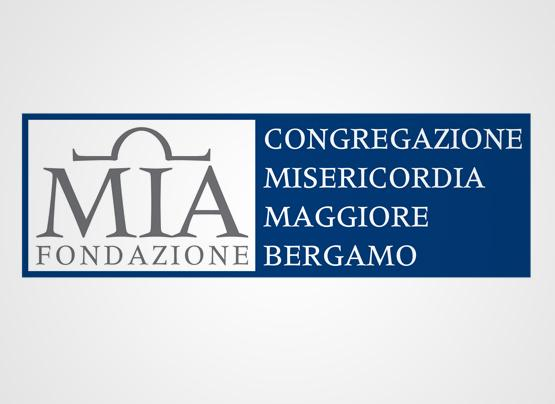 MIA
FONDAZIONE
CONGREGAZIONE
MISERICORDIA
MAGGIORE
BERGAMO